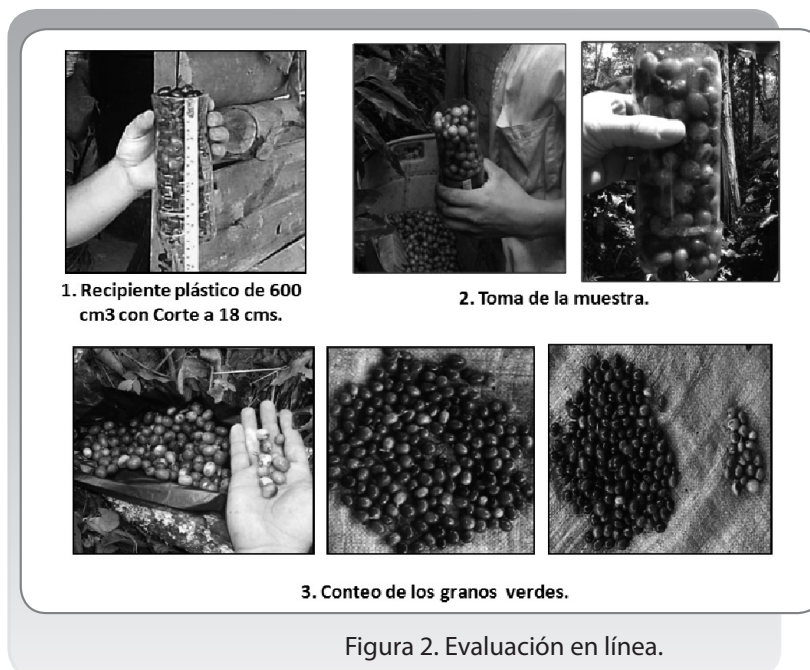 1. Recipiente plástico de 600
cm3 con Corte a 18 cms.
2. Toma de la muestra.
3. Conteo de los granos verdes.
Figura 2. Evaluación en línea.